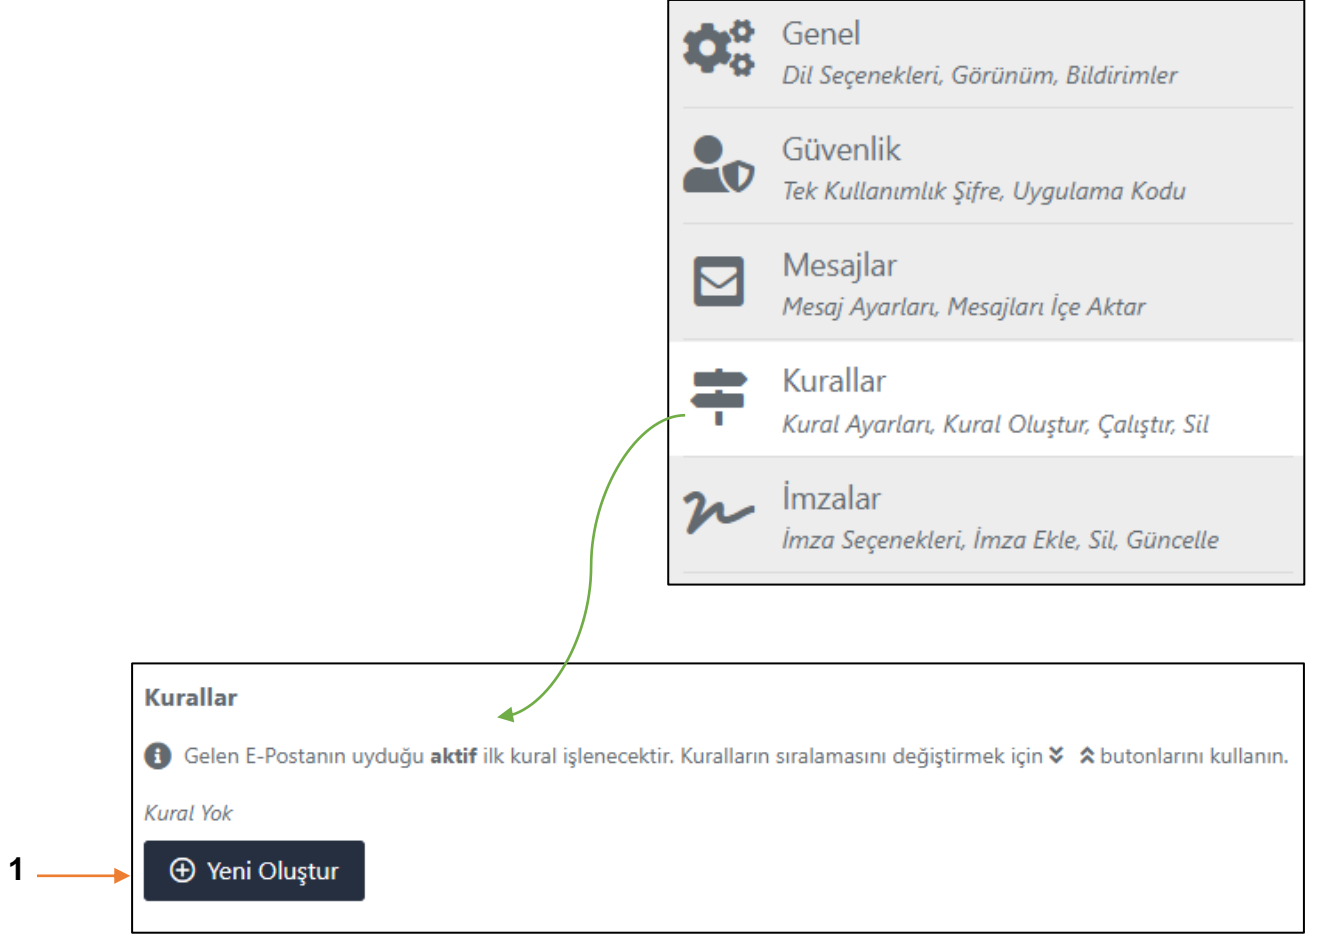 Genel
Dil Seçenekleri, Görünüm, Bildirimler
Güvenlik
Tek Kullanımlık Şifre, Uygulama Kodu
Mesajlar
Mesaj Ayarları, Mesajları İçe Aktar
Kurallar
Kural Ayarları, Kural Oluştur, Çalıştır, Sil
İmzalar
İmza Seçenekleri, İmza Ekle, Sil, Güncelle
Kurallar
Gelen E-Postanın uyduğu aktif ilk kural işlenecektir. Kuralların sıralamasını değiştirmek için butonlarını kullanın.
Kural Yok
1
Yeni Oluştur